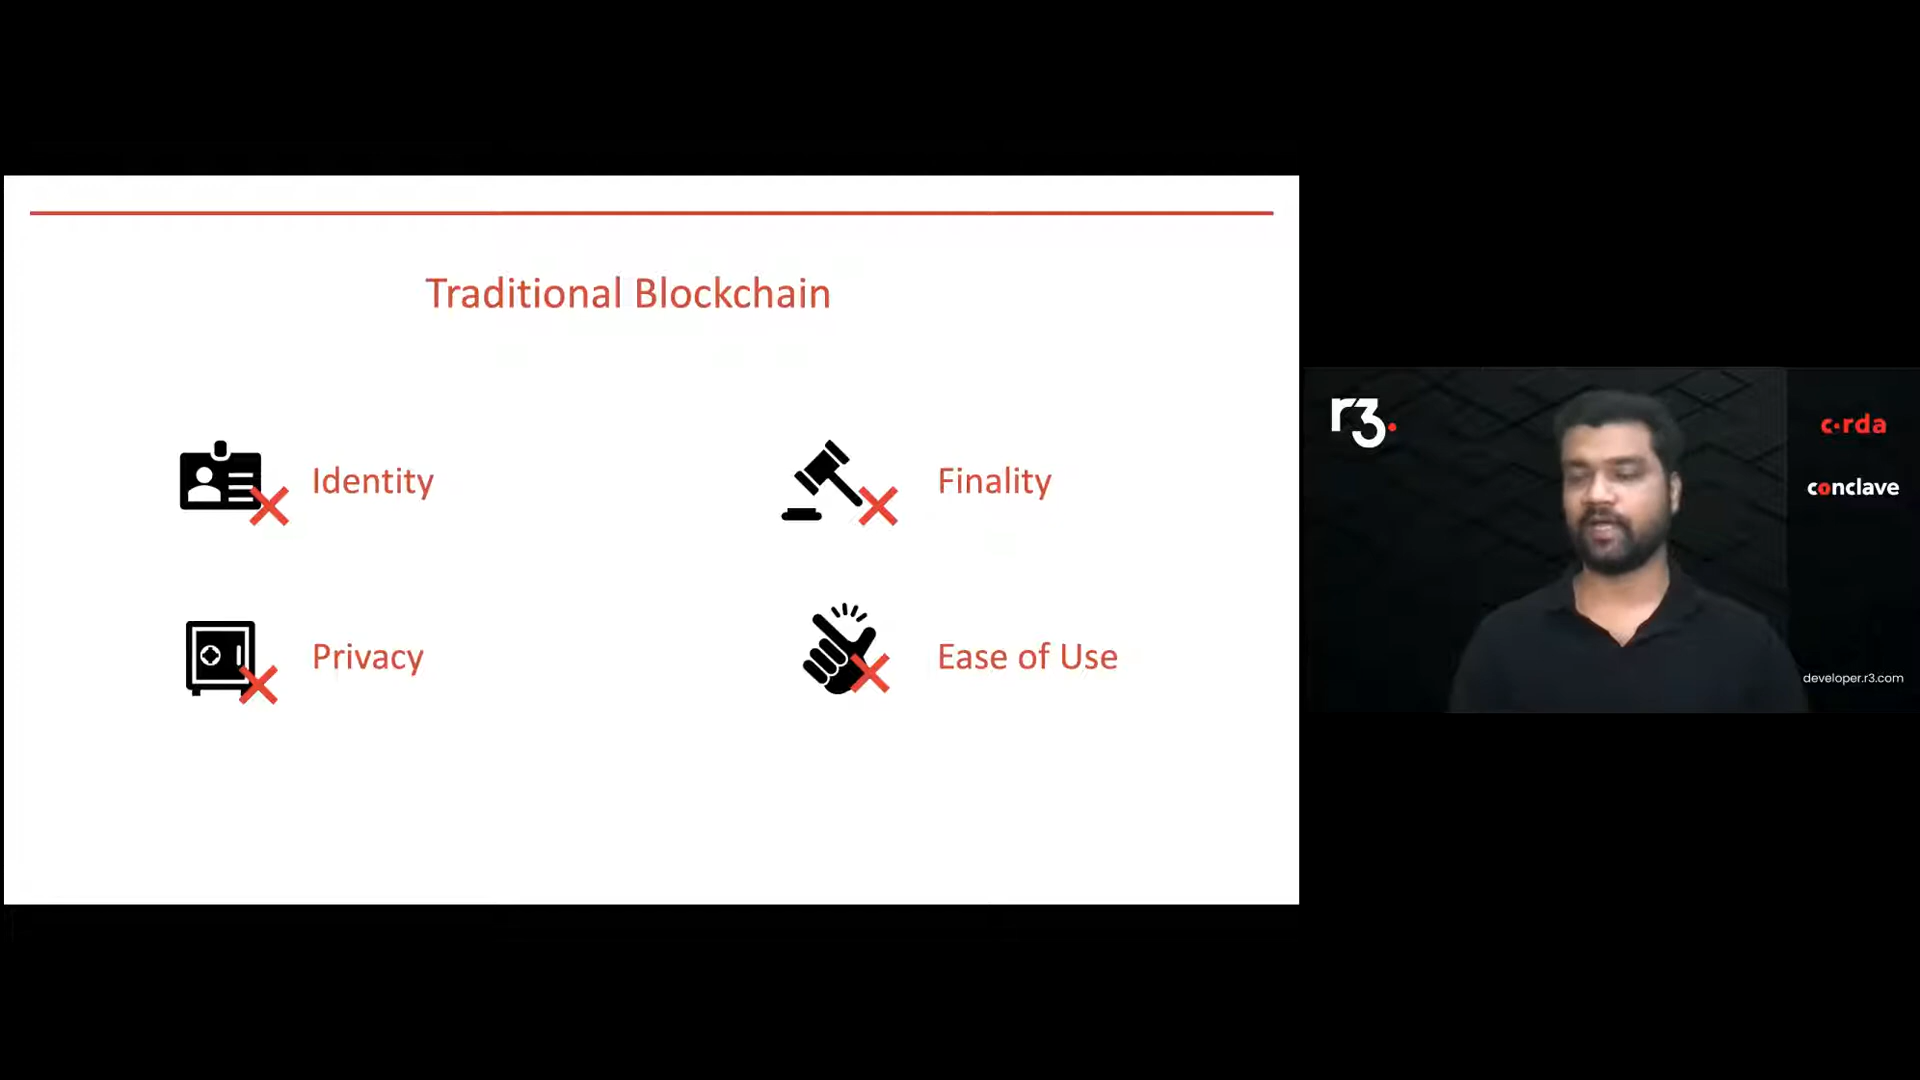 Traditional Blockchain
Identity
Finality
Privacy
Ease of Use
r3.
c·rda
conclave
developer.r3.com